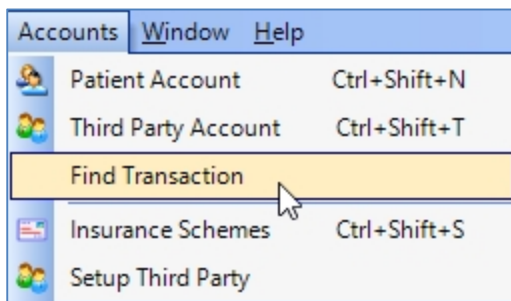 Accounts Window Help
Patient Account Ctrl+Shift+N
Third Party Account Ctrl+Shift+T
Find Transaction
Insurance Schemes Ctrl+Shift+S
Setup Third Party